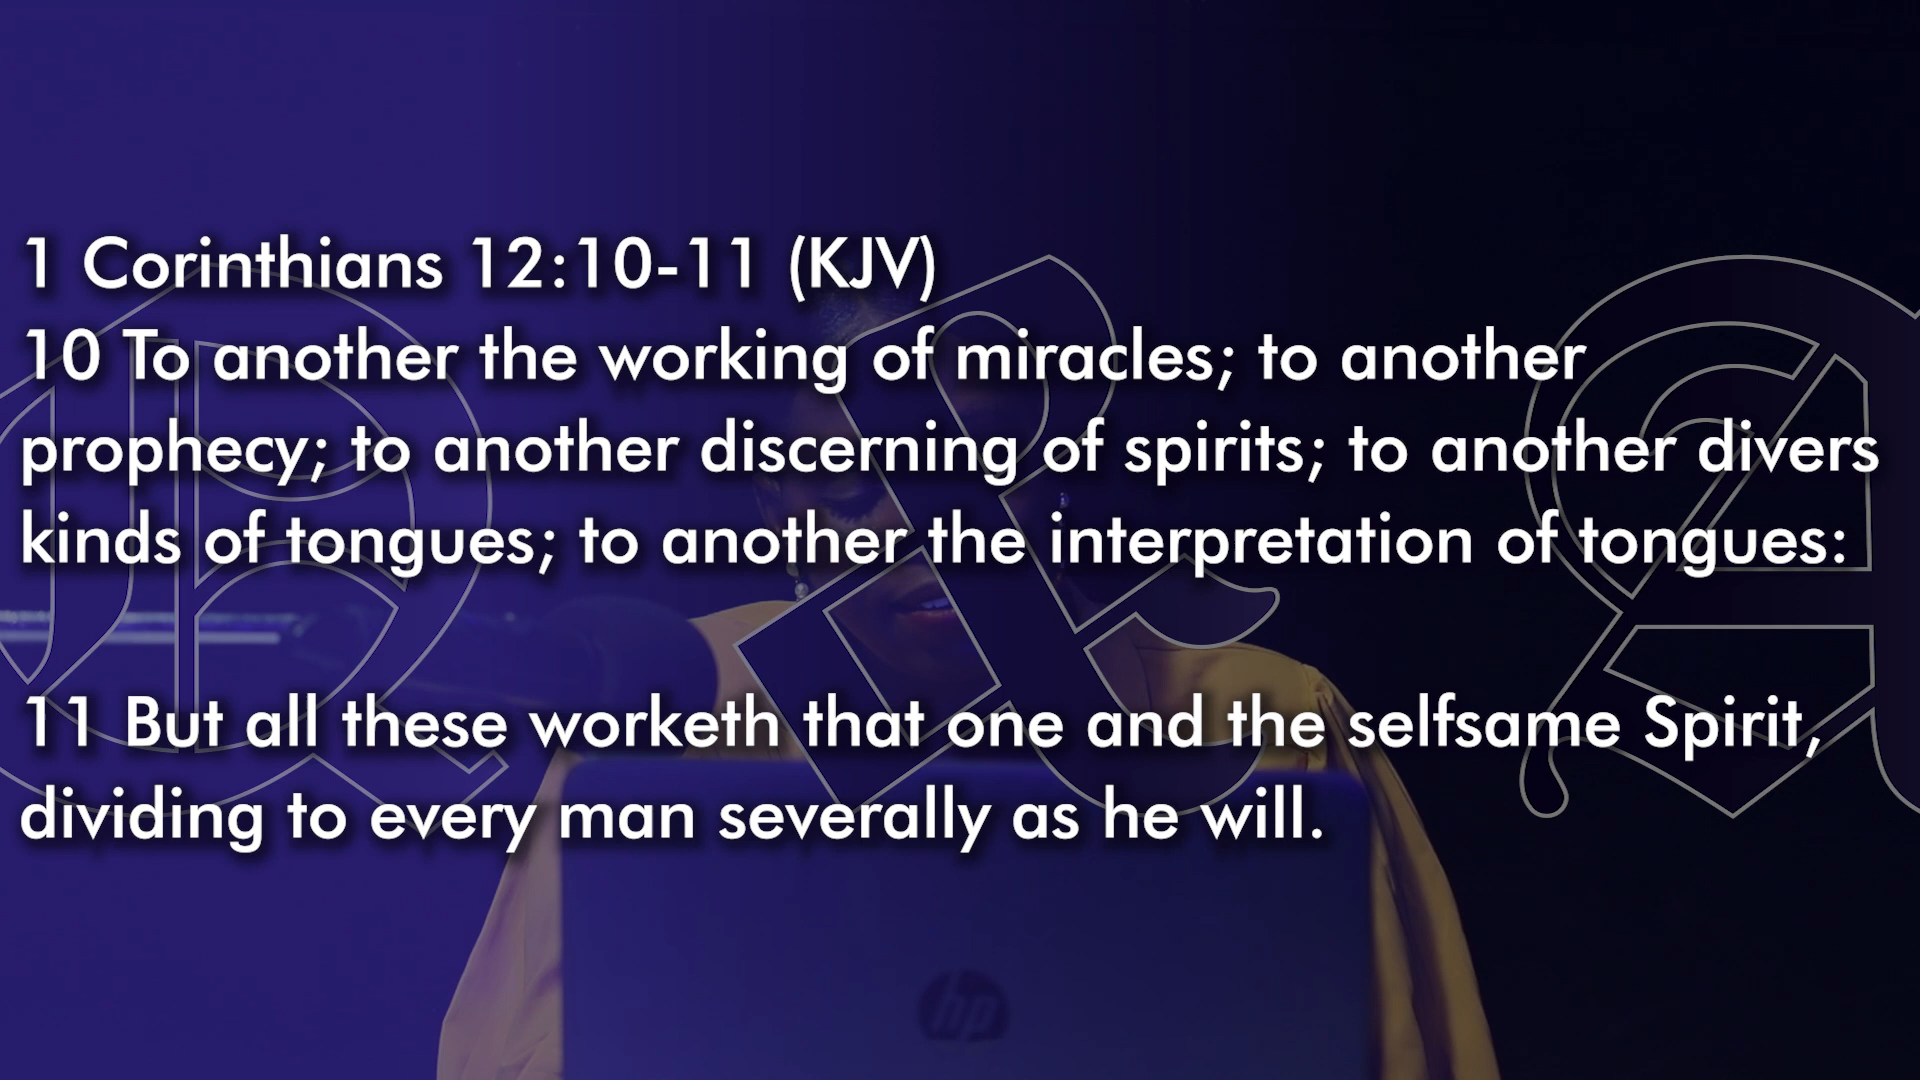 1 Corinthians 12:10-11 (KJV)
10 To another the working of miracles; to another
prophecy; to another discerning of spirits; to another divers
kinds of tongues; to another the interpretation of tongues:
11 But all these worketh that one and the selfsame Spirit,
dividing to every man severally as he will.
Q & A
hp